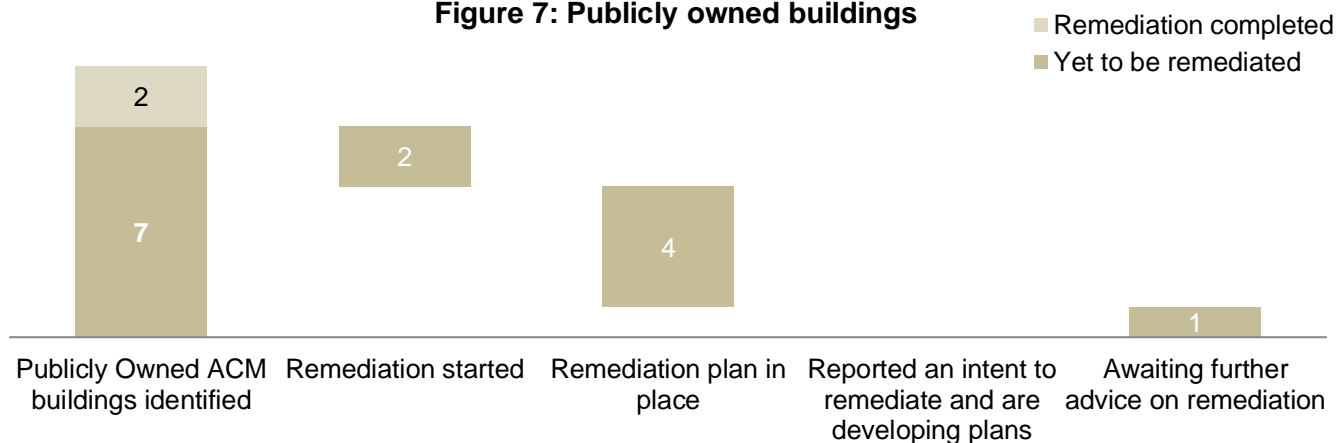 Figure 7: Publicly owned buildings
Remediation completed
Yet to be remediated
2
7
2
4
1
Publicly Owned ACM
buildings identified
Remediation started
Remediation plan in
place
Reported an intent to
remediate and are
developing plans
Awaiting further
advice on remediation